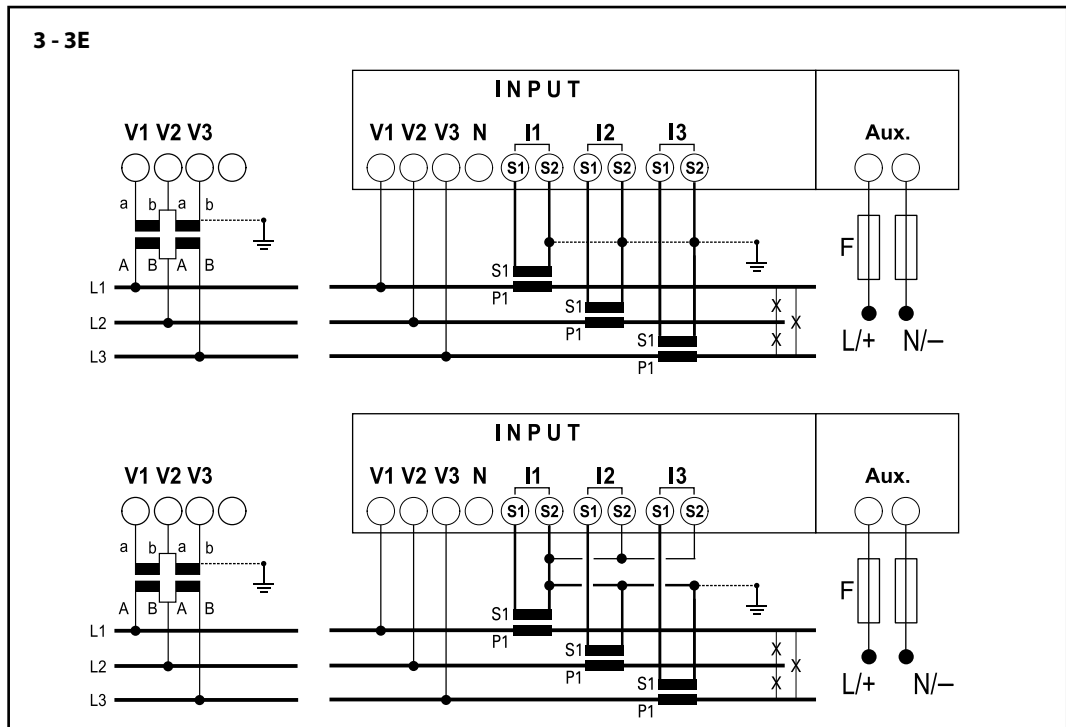 3 - 3E
INPUT
V1 V2 V3
V1 V2 V3 N I1 I2 I3 Aux.
S1 S2 S1 S2 S1 S2
a b a b
F
A B A B
S1
L1
P1
S1
X
L2
P1
X
S1
X
L3
P1
L/+ N/–
INPUT
V1 V2 V3
V1 V2 V3 N I1 I2 I3 Aux.
S1 S2 S1 S2 S1 S2
a b a b
F
A B A B
S1
L1
P1
S1
X
L2
P1
X
S1
X
L3
P1
L/+ N/–